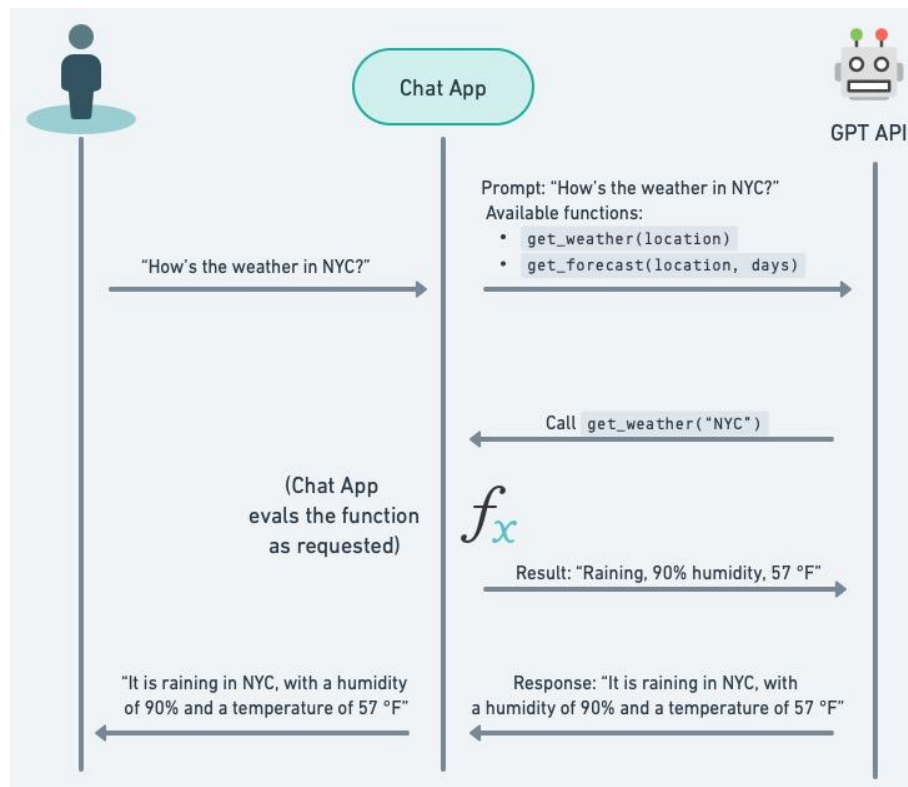 Chat App
GPT API
Prompt: “How’s the weather in NYC?”
Available functions:
• get_weather(location)
• get_forecast(location, days)
“How’s the weather in NYC?”
Call get_weather(“NYC”)
(Chat App
evals the function
as requested)
fx
Result: “Raining, 90% humidity, 57 °F”
“It is raining in NYC, with a humidity
of 90% and a temperature of 57 °F”
Response: “It is raining in NYC, with
a humidity of 90% and a temperature of 57 °F”